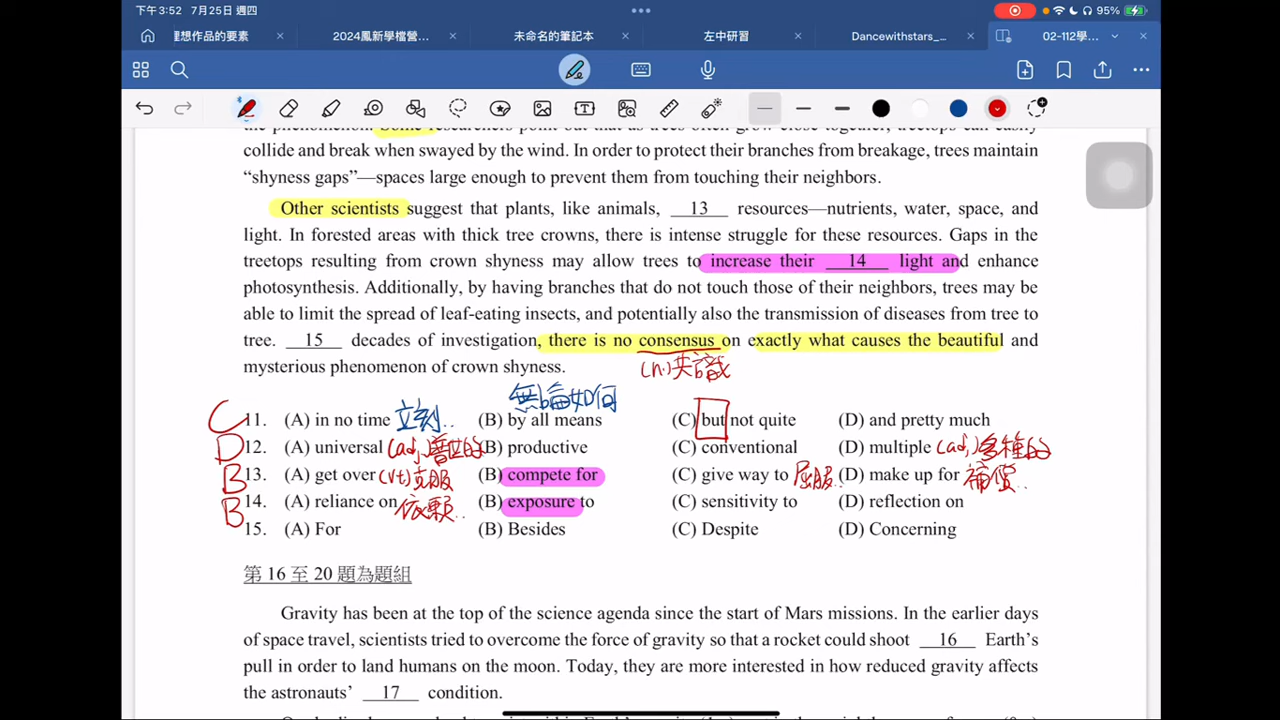 下午3:52 7月25日 週四
95%
理想作品的要素
2024鳳新學檔營...
未命名的筆記本
左中研習
Dancewithstars_...
02-112學...
collide and break when swayed by the wind. In order to protect their branches from breakage, trees maintain
“shyness gaps”—spaces large enough to prevent them from touching their neighbors.
Other scientists suggest that plants, like animals, 13 resources—nutrients, water, space, and
light. In forested areas with thick tree crowns, there is intense struggle for these resources. Gaps in the
treetops resulting from crown shyness may allow trees to increase their 14 light and enhance
photosynthesis. Additionally, by having branches that do not touch those of their neighbors, trees may be
able to limit the spread of leaf-eating insects, and potentially also the transmission of diseases from tree to
tree. 15 decades of investigation, there is no consensus on exactly what causes the beautiful and
mysterious phenomenon of crown shyness.
(n.)共識
無論如何
C 11. (A) in no time 立刻.. (B) by all means (C) but not quite (D) and pretty much
D 12. (A) universal (adj.)普世的 (B) productive (C) conventional (D) multiple (adj.)多種的
B 13. (A) get over (vt)克服 (B) compete for (C) give way to 屈服.. (D) make up for 補償..
B 14. (A) reliance on 依賴.. (B) exposure to (C) sensitivity to (D) reflection on
15. (A) For (B) Besides (C) Despite (D) Concerning
第 16 至 20 題為題組
Gravity has been at the top of the science agenda since the start of Mars missions. In the earlier days
of space travel, scientists tried to overcome the force of gravity so that a rocket could shoot 16 Earth’s
pull in order to land humans on the moon. Today, they are more interested in how reduced gravity affects
the astronauts’ 17 condition.